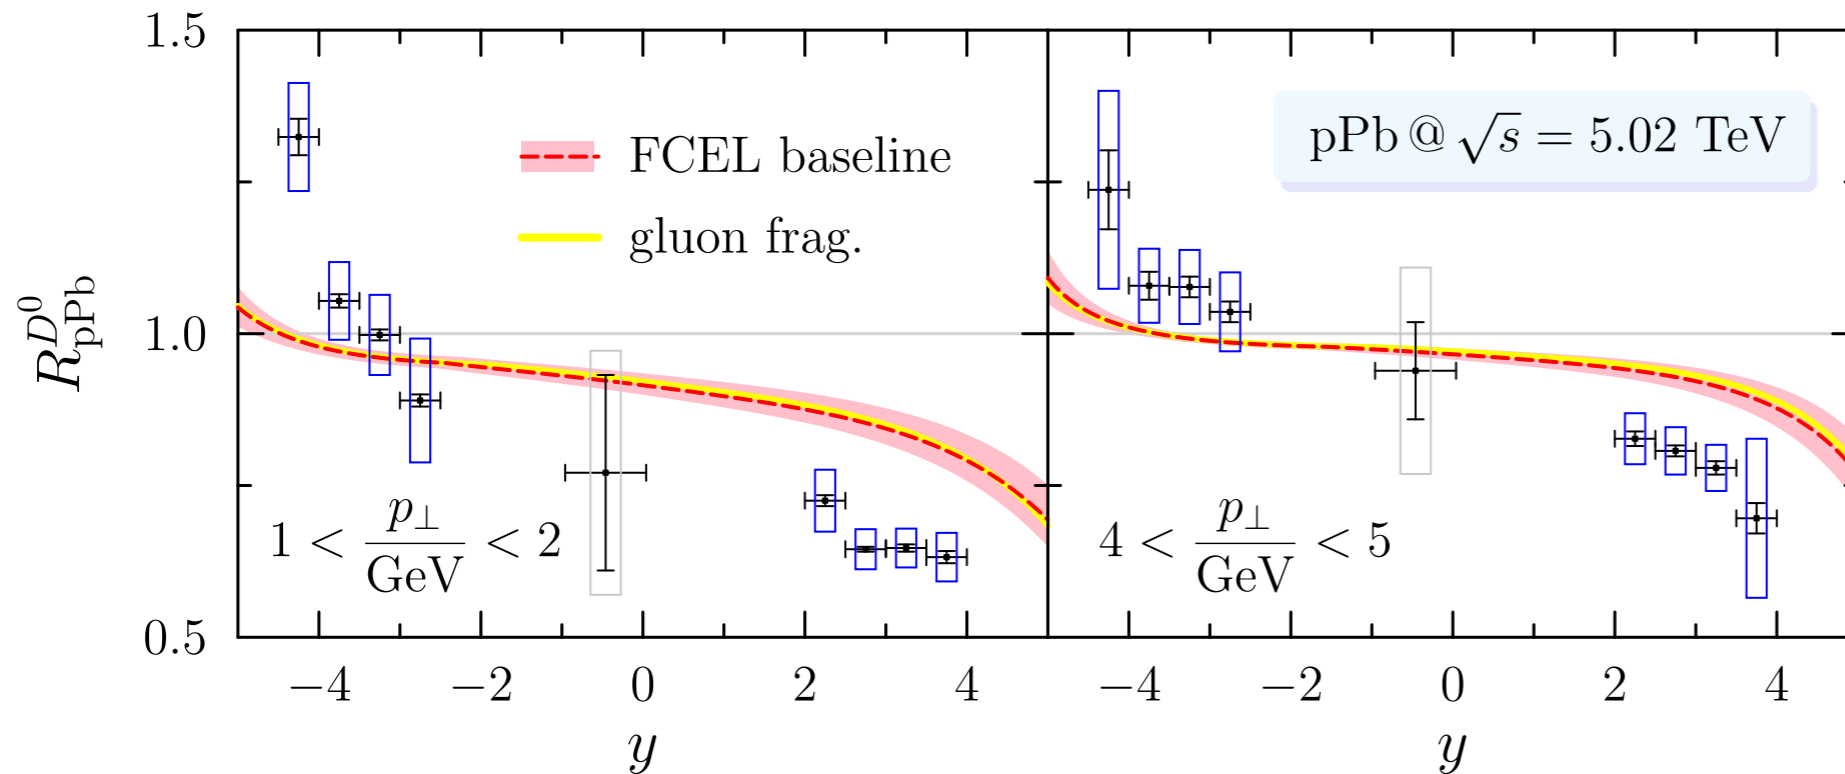 1.5
1.0
0.5
R_{pPb}^{D^0}
FCEL baseline
gluon frag.
1 < p⊥/GeV < 2
−4 −2 0 2 4
y
pPb @ √s = 5.02 TeV
4 < p⊥/GeV < 5
−4 −2 0 2 4
y